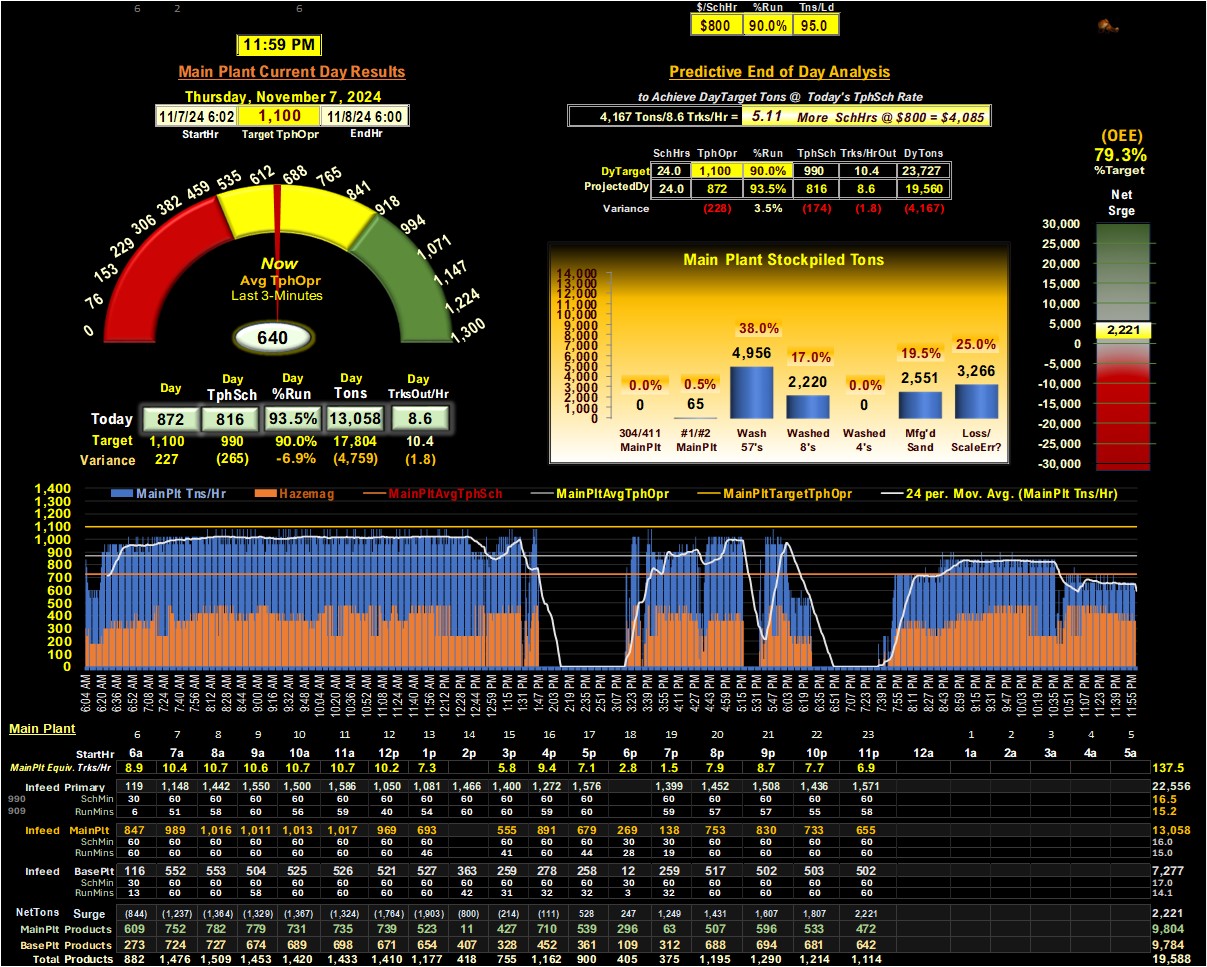 6 2 6
$/SchHr %Run Tns/Ld
$800 90.0% 95.0
11:59 PM
Main Plant Current Day Results
Thursday, November 7, 2024
11/7/24 6:02 1,100 11/8/24 6:00
StartHr Target TphOpr EndHr
Predictive End of Day Analysis
to Achieve DayTarget Tons @ Today's TphSch Rate
4,167 Tons/8.6 Trks/Hr = 5.11 More SchHrs @ $800 = $4,085
SchHrs TphOpr %Run TphSch Trks/HrOut DyTons
DyTarget 24.0 1,100 90.0% 990 10.4 23,727
ProjectedDy 24.0 872 93.5% 816 8.6 19,560
Variance (228) 3.5% (174) (1.8) (4,167)
(OEE)
79.3%
%Target
Net
Srge
30,000
25,000
20,000
15,000
10,000
5,000
0
-5,000
-10,000
-15,000
-20,000
-25,000
-30,000
2,221
0 76 153 229 306 382 459 535 612 688 765 841 918 994 1,071 1,147 1,224 1,300
Now
Avg TphOpr
Last 3-Minutes
640
Main Plant Stockpiled Tons
14,000
13,000
12,000
11,000
10,000
9,000
8,000
7,000
6,000
5,000
4,000
3,000
2,000
1,000
0
0.0% 0.5% 38.0% 17.0% 0.0% 19.5% 25.0%
0 65 4,956 2,220 0 2,551 3,266
304/411 #1/#2 Wash Washed Washed Mfg'd Loss/
MainPlt MainPlt 57's 8's 4's Sand ScaleErr?
Day Day Day Day Day
TphSch %Run Tons TrksOut/Hr
Today 872 816 93.5% 13,058 8.6
Target 1,100 990 90.0% 17,804 10.4
Variance 227 (265) -6.9% (4,759) (1.8)
MainPlt Tns/Hr Hazemag MainPltAvgTphSch MainPltAvgTphOpr MainPltTargetTphOpr 24 per. Mov. Avg. (MainPlt Tns/Hr)
1,400
1,300
1,200
1,100
1,000
900
800
700
600
500
400
300
200
100
0
6:04 AM 6:20 AM 6:36 AM 6:52 AM 7:08 AM 7:24 AM 7:40 AM 7:56 AM 8:12 AM 8:28 AM 8:44 AM 9:00 AM 9:16 AM 9:32 AM 10:04 AM 10:20 AM 10:36 AM 10:52 AM 11:08 AM 11:24 AM 11:40 AM 11:56 AM 12:12 PM 12:28 PM 12:44 PM 12:59 PM 1:15 PM 1:31 PM 1:47 PM 2:03 PM 2:19 PM 2:35 PM 2:51 PM 3:07 PM 3:23 PM 3:39 PM 3:55 PM 4:11 PM 4:27 PM 4:43 PM 4:59 PM 5:15 PM 5:31 PM 5:47 PM 6:03 PM 6:19 PM 6:35 PM 6:51 PM 7:23 PM 7:39 PM 7:55 PM 8:11 PM 8:27 PM 8:43 PM 8:59 PM 9:15 PM 9:31 PM 9:47 PM 10:03 PM 10:19 PM 10:35 PM 10:51 PM 11:07 PM 11:23 PM 11:39 PM 11:55 PM
Main Plant 6 7 8 9 10 11 12 13 14 15 16 17 18 19 20 21 22 23 1 2 3 4 5
StartHr 6a 7a 8a 9a 10a 11a 12p 1p 2p 3p 4p 5p 6p 7p 8p 9p 10p 11p 12a 1a 2a 3a 4a 5a
MainPlt Equiv. Trks/Hr 8.9 10.4 10.7 10.6 10.7 10.7 10.2 7.3 5.8 9.4 7.1 2.8 1.5 7.9 8.7 7.7 6.9 137.5
Infeed Primary 119 1,148 1,442 1,550 1,500 1,586 1,050 1,081 1,466 1,400 1,272 1,576 1,399 1,452 1,508 1,436 1,571 22,556
990 SchMin 30 60 60 60 60 60 60 60 60 60 60 60 60 60 60 60 60 16.5
909 RunMins 6 51 58 60 56 59 40 54 60 60 59 60 59 57 57 55 58 15.2
Infeed MainPlt 847 989 1,016 1,011 1,013 1,017 969 693 555 891 679 269 138 753 830 733 655 13,058
SchMin 60 60 60 60 60 60 60 60 60 60 60 30 30 60 60 60 60 16.0
RunMins 60 60 60 60 60 60 60 46 41 60 44 28 19 60 60 60 60 15.0
Infeed BasePlt 116 552 553 504 525 526 521 527 363 259 278 258 12 259 517 502 503 502 7,277
SchMin 30 60 60 60 60 60 60 60 60 60 60 60 30 60 60 60 60 60 17.0
RunMins 13 60 60 58 60 60 60 60 42 31 32 32 3 32 60 60 60 60 14.1
NetTons Surge (844) (1,237) (1,364) (1,329) (1,367) (1,324) (1,764) (1,903) (800) (214) (111) 528 247 1,249 1,431 1,607 1,807 2,221 2,221
MainPlt Products 609 752 782 779 731 735 739 523 11 427 710 539 296 63 507 596 533 472 9,804
BasePlt Products 273 724 727 674 689 698 671 654 407 328 452 361 109 312 688 694 681 642 9,784
Total Products 882 1,476 1,509 1,453 1,420 1,433 1,410 1,177 418 755 1,162 900 405 375 1,195 1,290 1,214 1,114 19,588